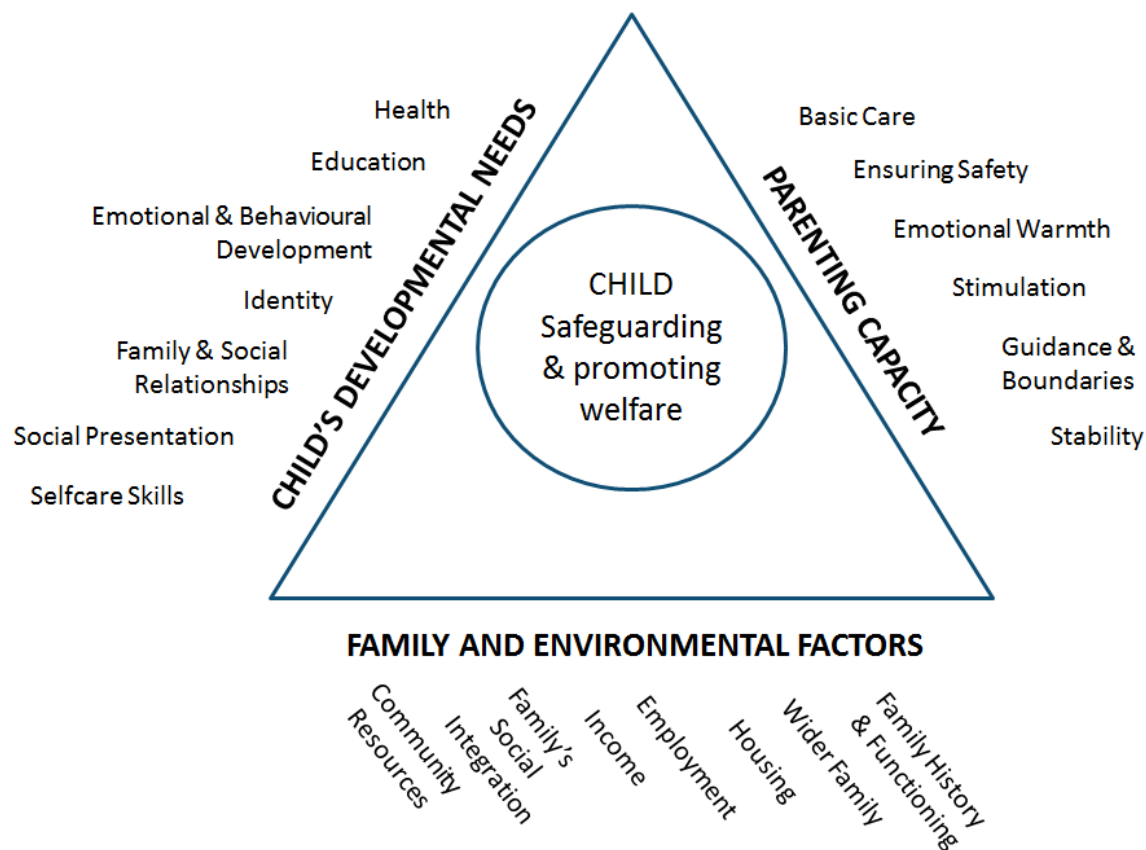 Health
Education
Emotional & Behavioural
Development
Identity
Family & Social
Relationships
Social Presentation
Selfcare Skills
CHILD'S DEVELOPMENTAL NEEDS
CHILD
Safeguarding
& promoting
welfare
PARENTING CAPACITY
Basic Care
Ensuring Safety
Emotional Warmth
Stimulation
Guidance &
Boundaries
Stability
FAMILY AND ENVIRONMENTAL FACTORS
Community
Resources
Family's
Social
Integration
Income
Employment
Housing
Wider Family
Family History
& Functioning